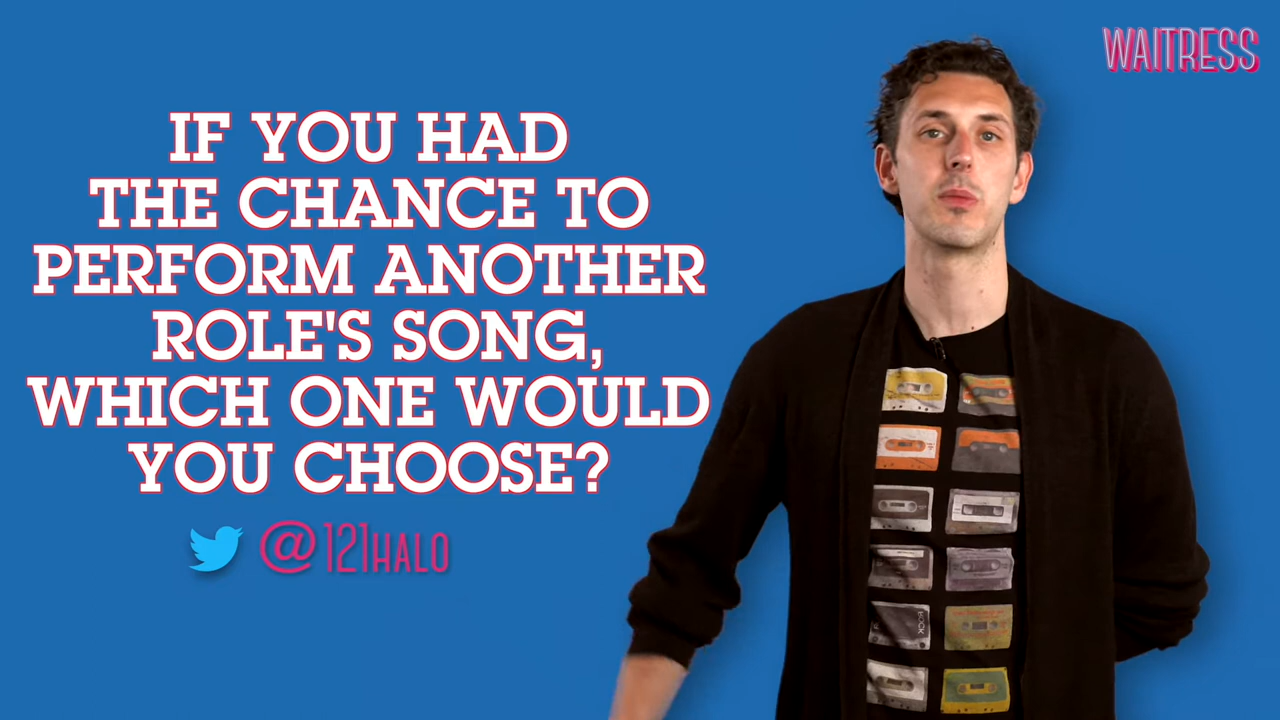 WAITRESS
IF YOU HAD
THE CHANCE TO
PERFORM ANOTHER
ROLE'S SONG,
WHICH ONE WOULD
YOU CHOOSE?
@121HALO